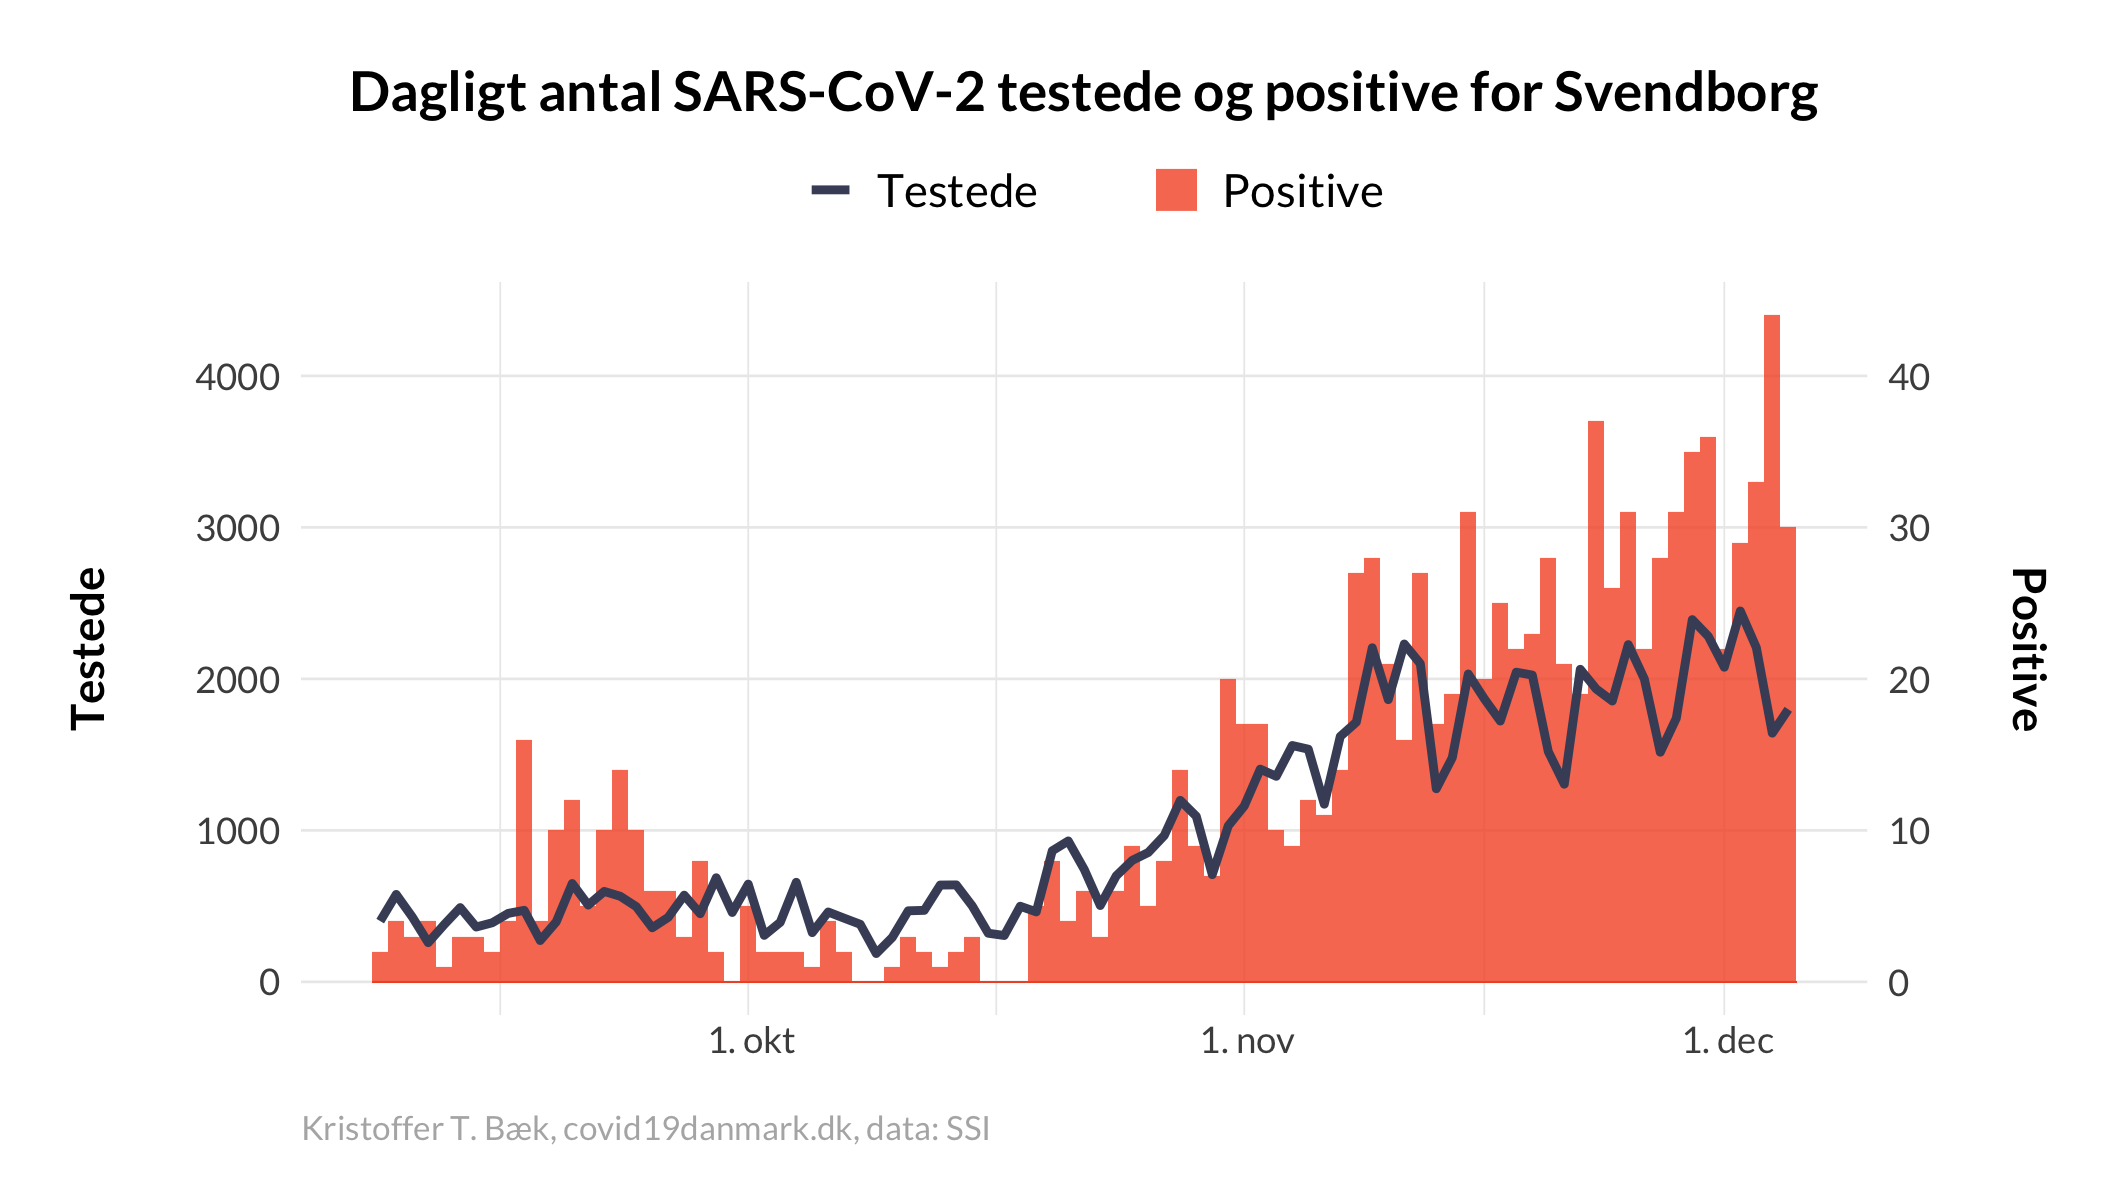 Dagligt antal SARS-CoV-2 testede og positive for Svendborg
Testede
Positive
4000
3000
2000
1000
0
40
30
20
10
0
Testede
Positive
1. okt
1. nov
1. dec
Kristoffer T. Bæk, covid19danmark.dk, data: SSI